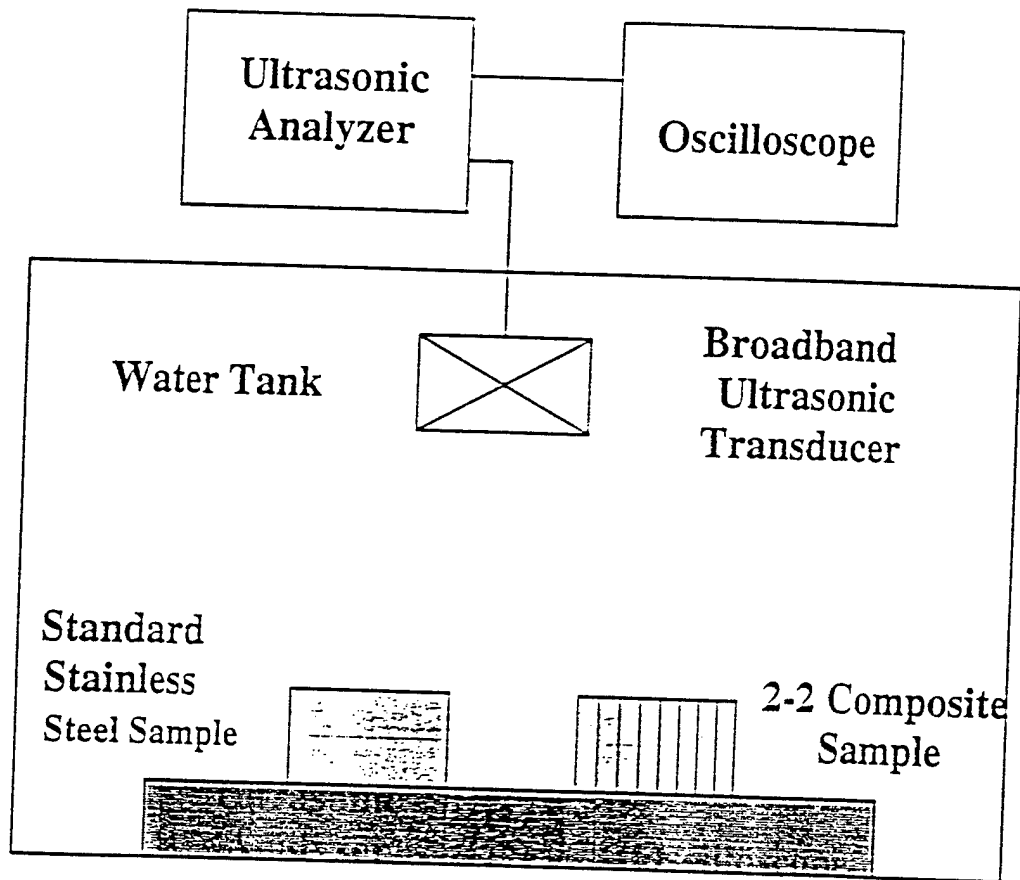 Ultrasonic
Analyzer
Oscilloscope
Water Tank
Broadband
Ultrasonic
Transducer
Standard
Stainless
Steel Sample
2-2 Composite
Sample